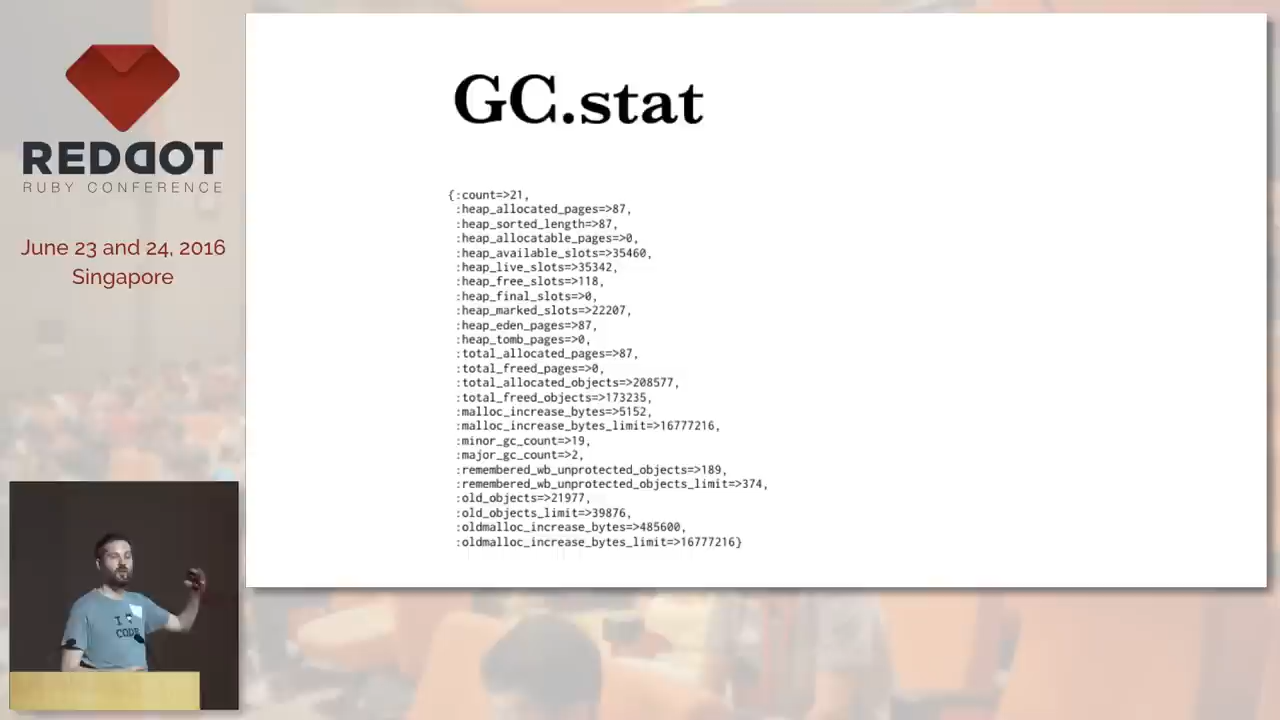 REDDOT
RUBY CONFERENCE
June 23 and 24, 2016
Singapore
GC.stat
{:count=>21,
:heap_allocated_pages=>87,
:heap_sorted_length=>87,
:heap_allocatable_pages=>0,
:heap_available_slots=>35460,
:heap_live_slots=>35342,
:heap_free_slots=>118,
:heap_final_slots=>0,
:heap_marked_slots=>22207,
:heap_eden_pages=>87,
:heap_tomb_pages=>0,
:total_allocated_pages=>87,
:total_freed_pages=>0,
:total_allocated_objects=>208577,
:total_freed_objects=>173235,
:malloc_increase_bytes=>5152,
:malloc_increase_bytes_limit=>16777216,
:minor_gc_count=>19,
:major_gc_count=>2,
:remembered_wb_unprotected_objects=>189,
:remembered_wb_unprotected_objects_limit=>374,
:old_objects=>21977,
:old_objects_limit=>39876,
:oldmalloc_increase_bytes=>485600,
:oldmalloc_increase_bytes_limit=>16777216}
I
CODE